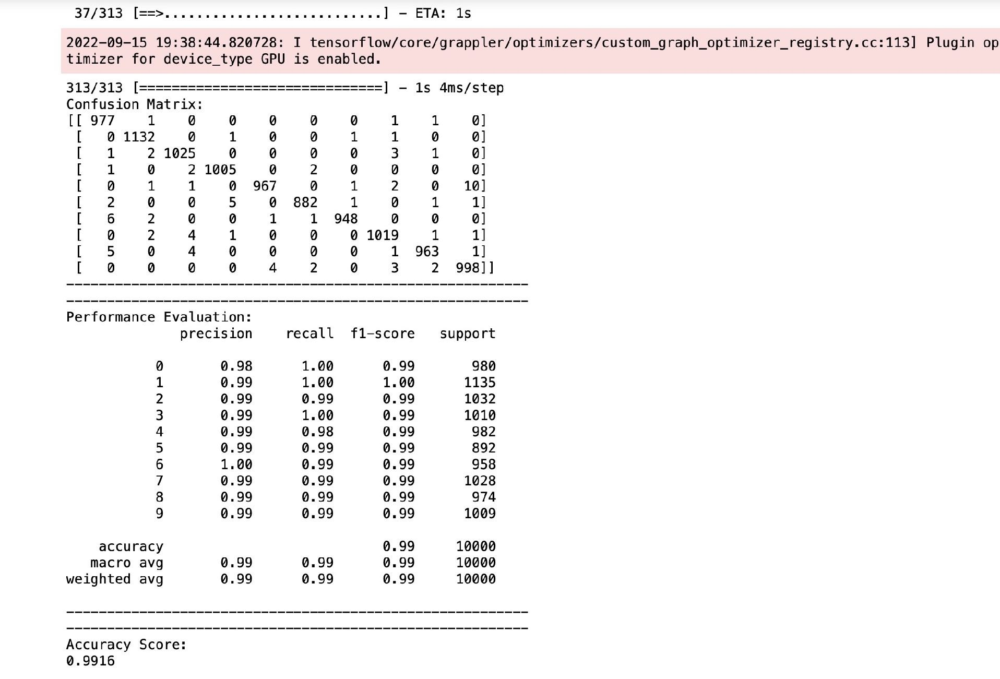 37/313 [==>...........................] - ETA: 1s
2022-09-15 19:38:44.820728: I tensorflow/core/grappler/optimizers/custom_graph_optimizer_registry.cc:113] Plugin op
timizer for device_type GPU is enabled.
313/313 [==============================] - 1s 4ms/step
Confusion Matrix:
[[ 977    1    0    0    0    0    0    1    1    0]
 [   0 1132    0    1    0    0    1    1    0    0]
 [   1    2 1025    0    0    0    0    3    1    0]
 [   1    0    2 1005    0    2    0    0    0    0]
 [   0    1    1    0  967    0    1    2    0   10]
 [   2    0    0    5    0  882    1    0    1    1]
 [   6    2    0    0    1    1  948    0    0    0]
 [   0    2    4    1    0    0    0 1019    1    1]
 [   5    0    4    0    0    0    0    1  963    1]
 [   0    0    0    0    4    2    0    3    2  998]]
---------------------------------------------------------
---------------------------------------------------------
Performance Evaluation:
              precision    recall  f1-score   support
           0       0.98      1.00      0.99       980
           1       0.99      1.00      1.00      1135
           2       0.99      0.99      0.99      1032
           3       0.99      1.00      0.99      1010
           4       0.99      0.98      0.99       982
           5       0.99      0.99      0.99       892
           6       1.00      0.99      0.99       958
           7       0.99      0.99      0.99      1028
           8       0.99      0.99      0.99       974
           9       0.99      0.99      0.99      1009
    accuracy                           0.99     10000
   macro avg       0.99      0.99      0.99     10000
weighted avg       0.99      0.99      0.99     10000
---------------------------------------------------------
---------------------------------------------------------
Accuracy Score:
0.9916